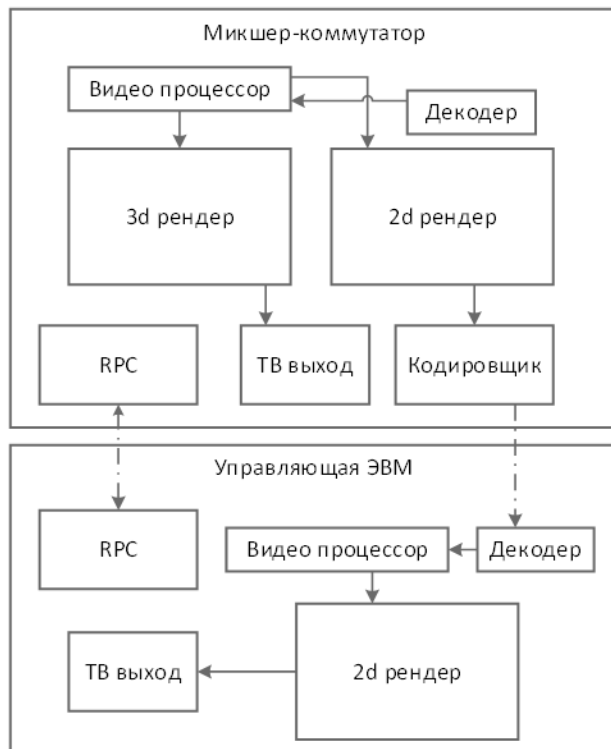 Микшер-коммутатор
Видео процессор
Декодер
3d рендер
2d рендер
RPC
ТВ выход
Кодировщик
Управляющая ЭВМ
RPC
Видео процессор
Декодер
ТВ выход
2d рендер